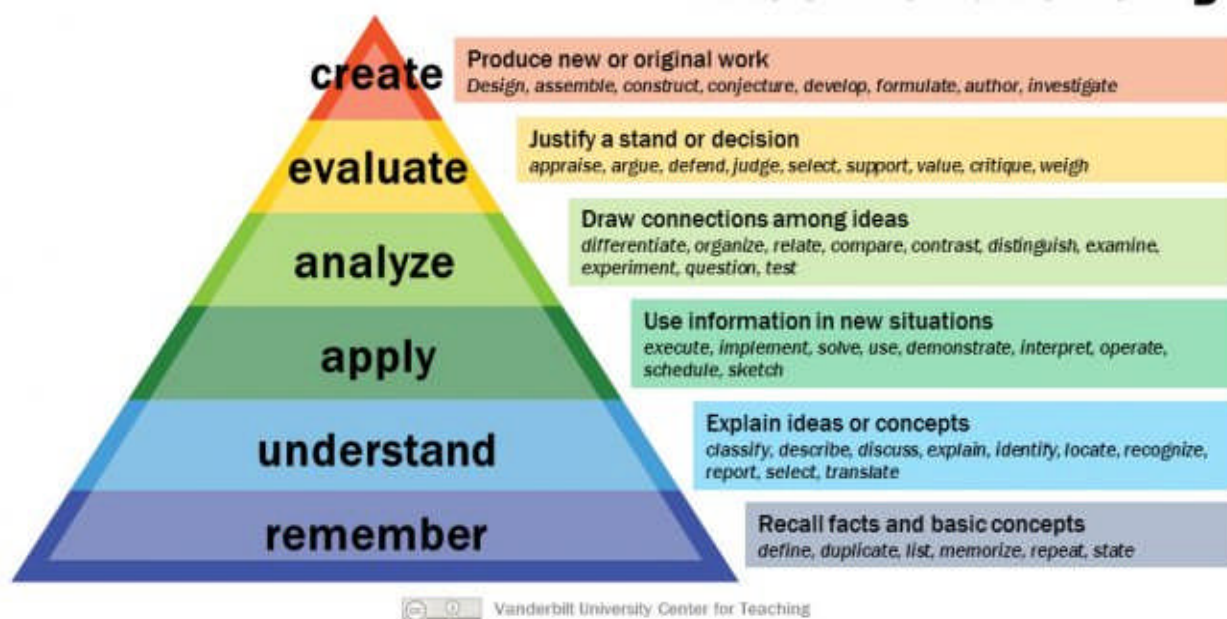 create
Produce new or original work
Design, assemble, construct, conjecture, develop, formulate, author, investigate
evaluate
Justify a stand or decision
appraise, argue, defend, judge, select, support, value, critique, weigh
analyze
Draw connections among ideas
differentiate, organize, relate, compare, contrast, distinguish, examine,
experiment, question, test
apply
Use information in new situations
execute, implement, solve, use, demonstrate, interpret, operate,
schedule, sketch
understand
Explain ideas or concepts
classify, describe, discuss, explain, identify, locate, recognize,
report, select, translate
remember
Recall facts and basic concepts
define, duplicate, list, memorize, repeat, state
Vanderbilt University Center for Teaching